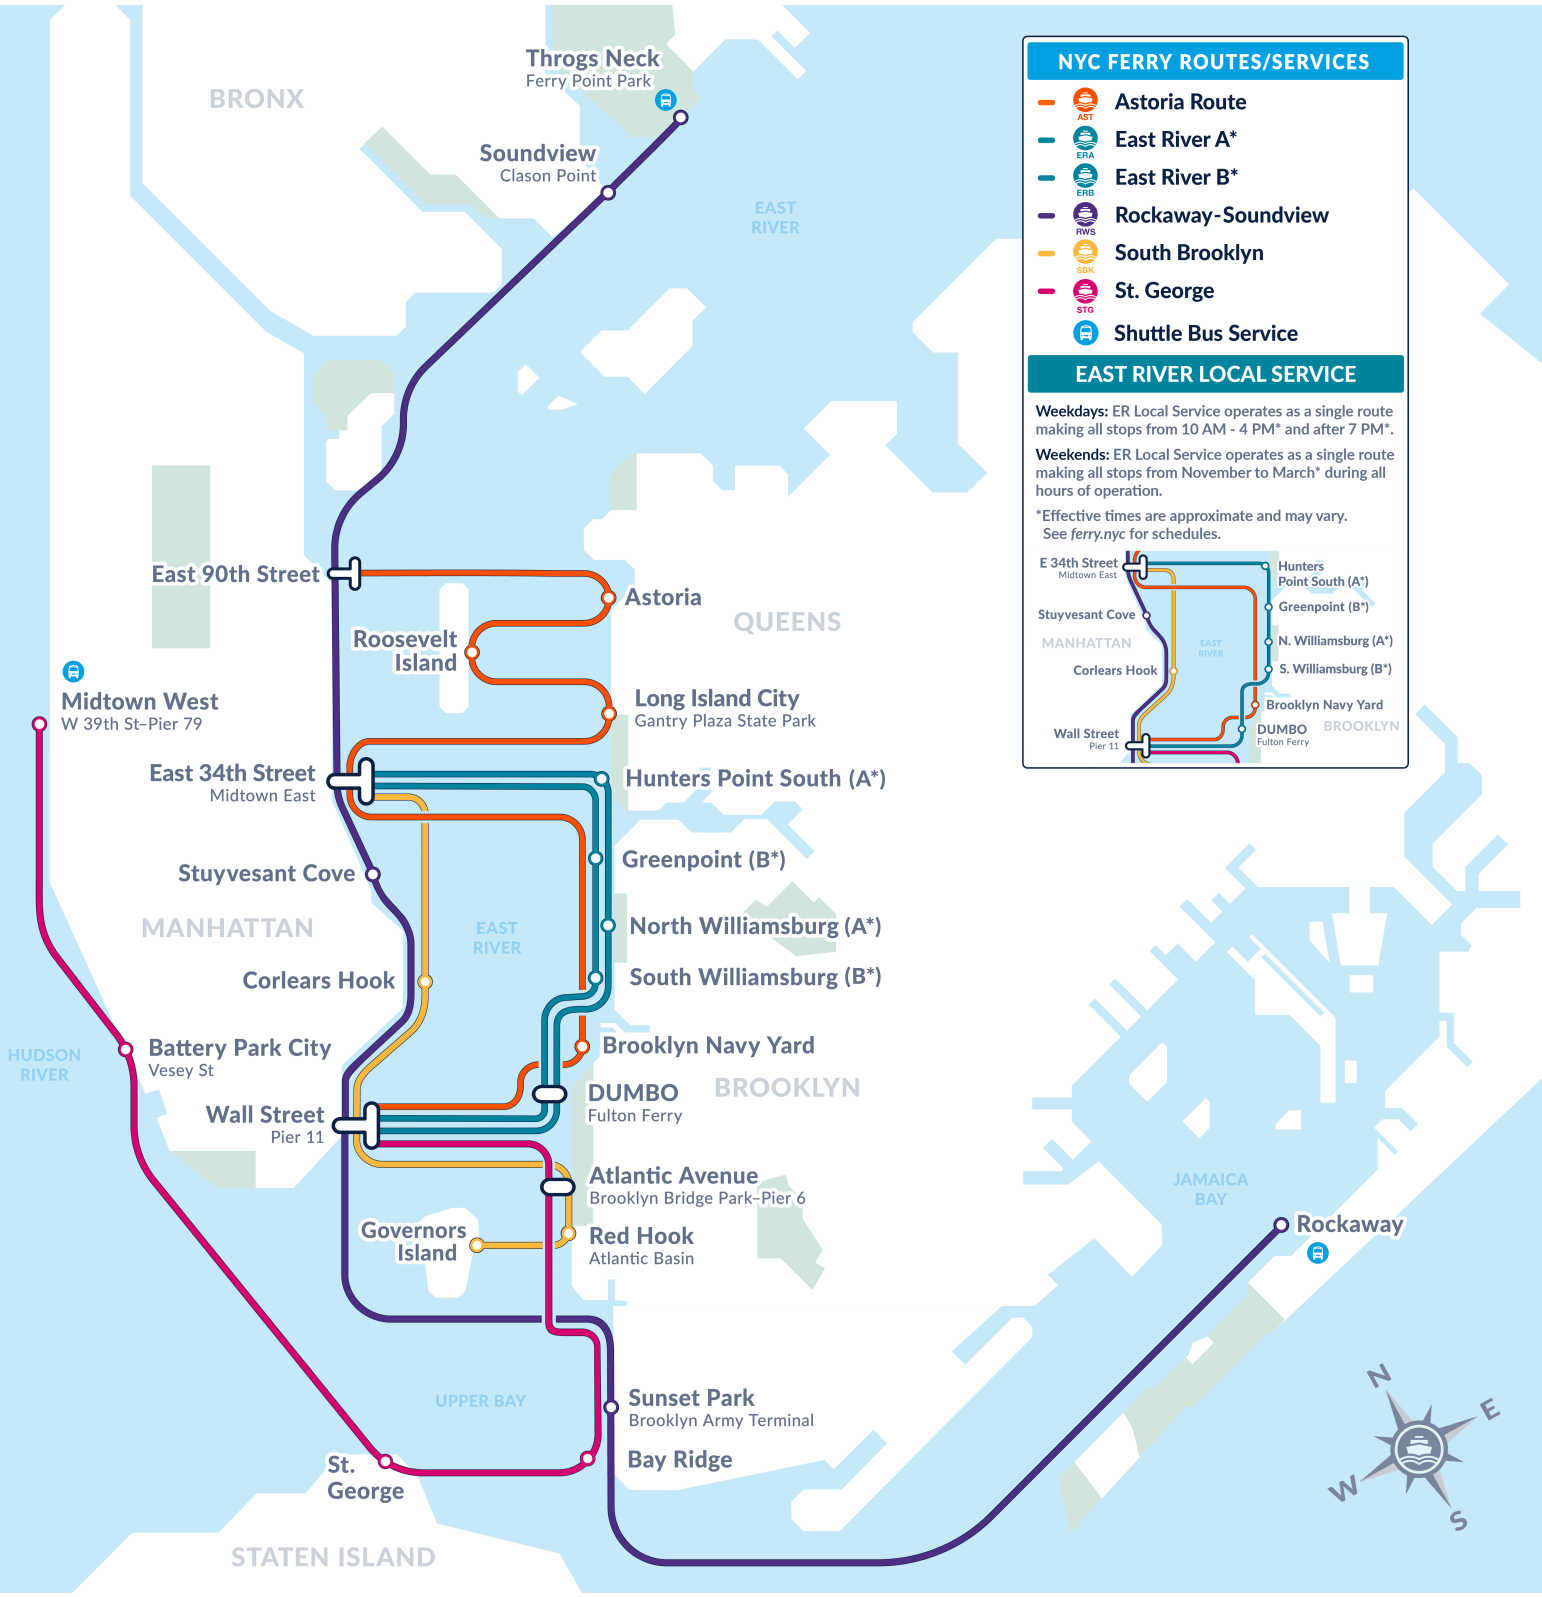 Throgs Neck
Ferry Point Park
BRONX
Soundview
Clason Point
EAST
RIVER
East 90th Street
Astoria
Roosevelt
Island
QUEENS
Midtown West
W 39th St–Pier 79
Long Island City
Gantry Plaza State Park
East 34th Street
Midtown East
Hunters Point South (A*)
Greenpoint (B*)
Stuyvesant Cove
MANHATTAN
EAST
RIVER
North Williamsburg (A*)
Corlears Hook
South Williamsburg (B*)
HUDSON
RIVER
Battery Park City
Vesey St
Brooklyn Navy Yard
BROOKLYN
DUMBO
Fulton Ferry
Wall Street
Pier 11
Atlantic Avenue
Brooklyn Bridge Park–Pier 6
Governors
Island
Red Hook
Atlantic Basin
JAMAICA
BAY
Rockaway
UPPER BAY
Sunset Park
Brooklyn Army Terminal
Bay Ridge
St.
George
STATEN ISLAND
N
E
W
S
NYC FERRY ROUTES/SERVICES
AST
Astoria Route
ERA
East River A*
ERB
East River B*
RWS
Rockaway-Soundview
SBK
South Brooklyn
STG
St. George
Shuttle Bus Service
EAST RIVER LOCAL SERVICE
Weekdays: ER Local Service operates as a single route
making all stops from 10 AM - 4 PM* and after 7 PM*.
Weekends: ER Local Service operates as a single route
making all stops from November to March* during all
hours of operation.
*Effective times are approximate and may vary.
See ferry.nyc for schedules.
E 34th Street
Midtown East
Hunters
Point South (A*)
Greenpoint (B*)
Stuyvesant Cove
MANHATTAN
EAST
RIVER
N. Williamsburg (A*)
Corlears Hook
S. Williamsburg (B*)
Brooklyn Navy Yard
BROOKLYN
DUMBO
Fulton Ferry
Wall Street
Pier 11